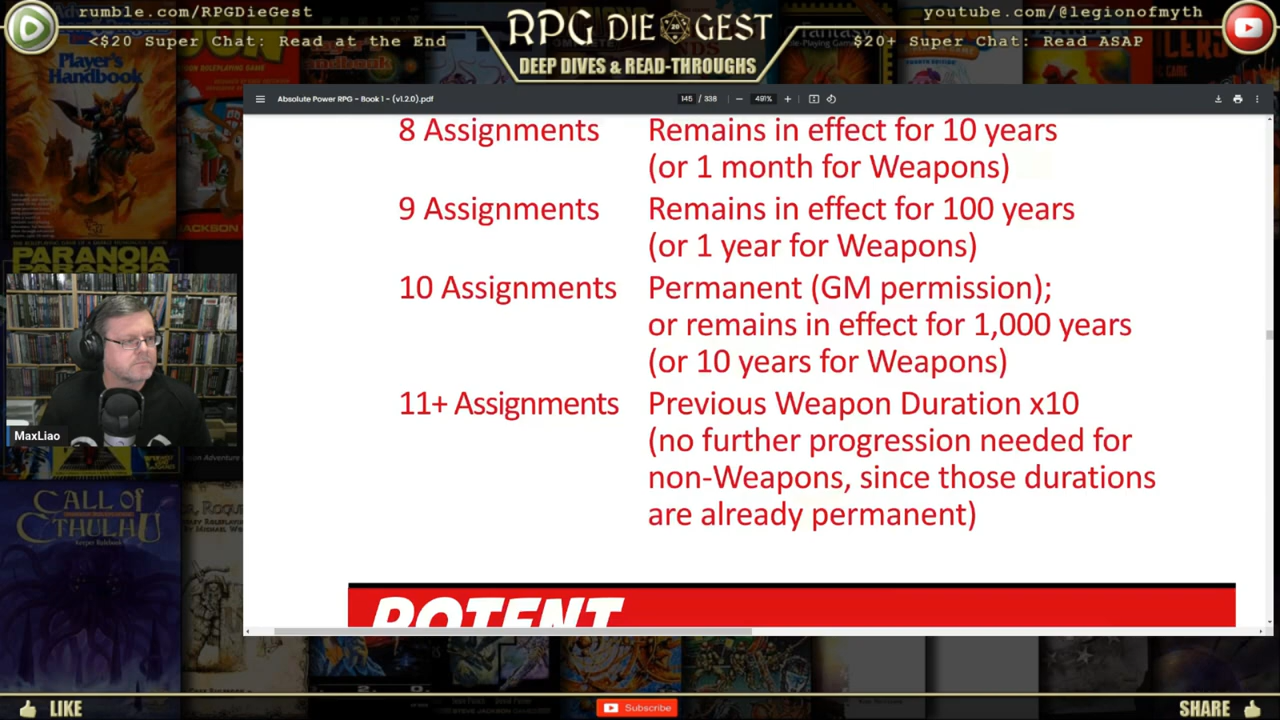 rumble.com/RPGDieGest
<$20 Super Chat: Read at the End
RPG DIE GEST
DEEP DIVES & READ-THROUGHS
youtube.com/@legionofmyth
$20+ Super Chat: Read ASAP
Player's
Handbook
Absolute Power RPG - Book 1 - (v1.2.0).pdf
145 / 338
491%
8 Assignments Remains in effect for 10 years
(or 1 month for Weapons)
9 Assignments Remains in effect for 100 years
(or 1 year for Weapons)
10 Assignments Permanent (GM permission);
or remains in effect for 1,000 years
(or 10 years for Weapons)
11+ Assignments Previous Weapon Duration x10
(no further progression needed for
non-Weapons, since those durations
are already permanent)
POTENT
PARANOIA
MaxLiao
CALL of
CTHULHU
LIKE
Subscribe
SHARE